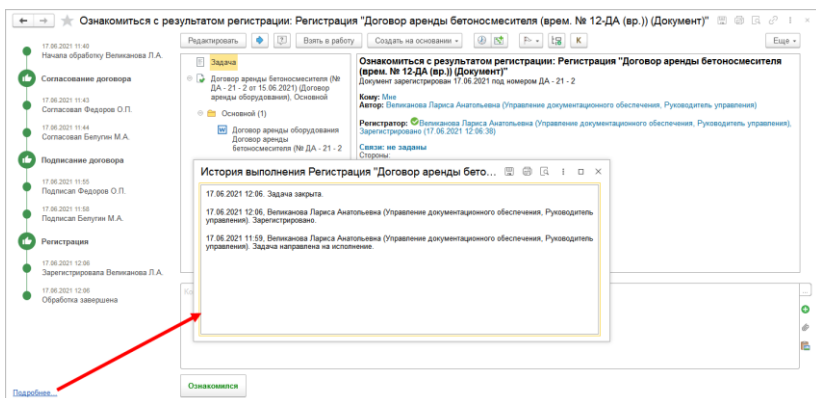 Ознакомиться с результатом регистрации: Регистрация "Договор аренды бетоносмесителя (врем. № 12-ДА (вр.)) (Документ)"
17.06.2021 11:40
Начала обработку Великанова Л.А.
Согласование договора
17.06.2021 11:43
Согласовал Федоров О.П.
17.06.2021 11:44
Согласовал Белугин М.А.
Подписание договора
17.06.2021 11:55
Подписал Федоров О.П.
17.06.2021 11:58
Подписал Белугин М.А.
Регистрация
17.06.2021 12:06
Зарегистрировала Великанова Л.А.
17.06.2021 12:06
Обработка завершена
Подробнее...
Редактировать Взять в работу Создать на основании К Еще
Задача
Договор аренды бетоносмесителя (№
ДА - 21 - 2 от 15.06.2021) (Договор
аренды оборудования), Основной
Основной (1)
Договор аренды оборудования
Договор аренды
бетоносмесителя (№ ДА - 21 - 2
Ознакомиться с результатом регистрации: Регистрация "Договор аренды бетоносмесителя
(врем. № 12-ДА (вр.)) (Документ)"
Документ зарегистрирован 17.06.2021 под номером ДА - 21 - 2
Кому: Мне
Автор: Великанова Лариса Анатольевна (Управление документационного обеспечения, Руководитель управления)
Регистратор: Великанова Лариса Анатольевна (Управление документационного обеспечения, Руководитель управления),
Зарегистрировано (17.06.2021 12:06:38)
Связи: не заданы
Стороны:
История выполнения Регистрация "Договор аренды бето...
17.06.2021 12:06. Задача закрыта.
17.06.2021 12:06, Великанова Лариса Анатольевна (Управление документационного обеспечения, Руководитель
управления). Зарегистрировано.
17.06.2021 11:59, Великанова Лариса Анатольевна (Управление документационного обеспечения, Руководитель
управления). Задача направлена на исполнение.
Ознакомился